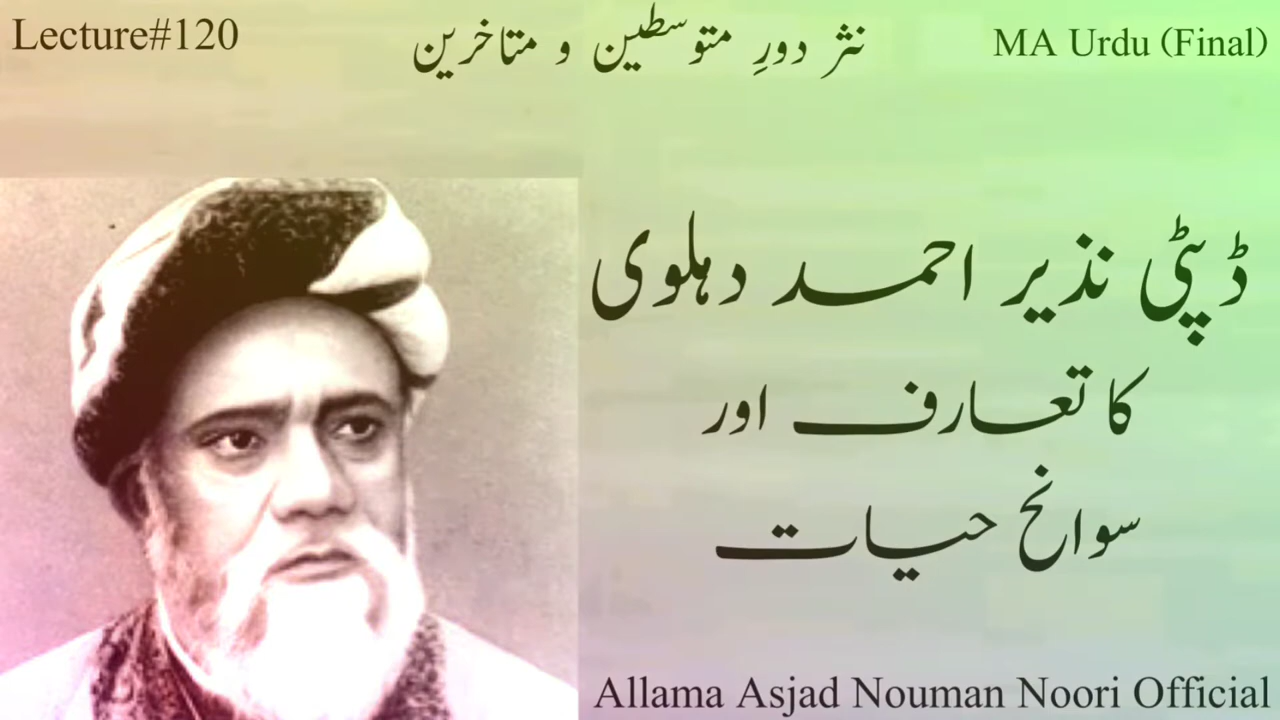 Lecture#120
نثر دورِ متوسطین و متاخرین
MA Urdu (Final)
ڈپٹی نذیر احمد دہلوی
کا تعارف اور
سوانح حیات
Allama Asjad Nouman Noori Official